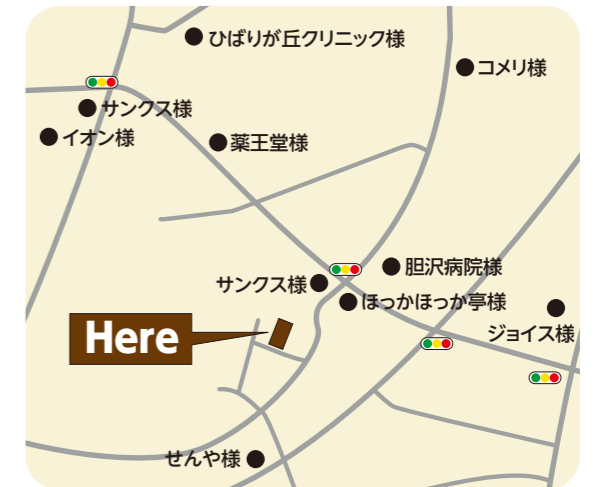 ひばりが丘クリニック様
コメリ様
サンクス様
イオン様
薬王堂様
胆沢病院様
サンクス様
ほっかほっか亭様
ジョイス様
Here
せんや様